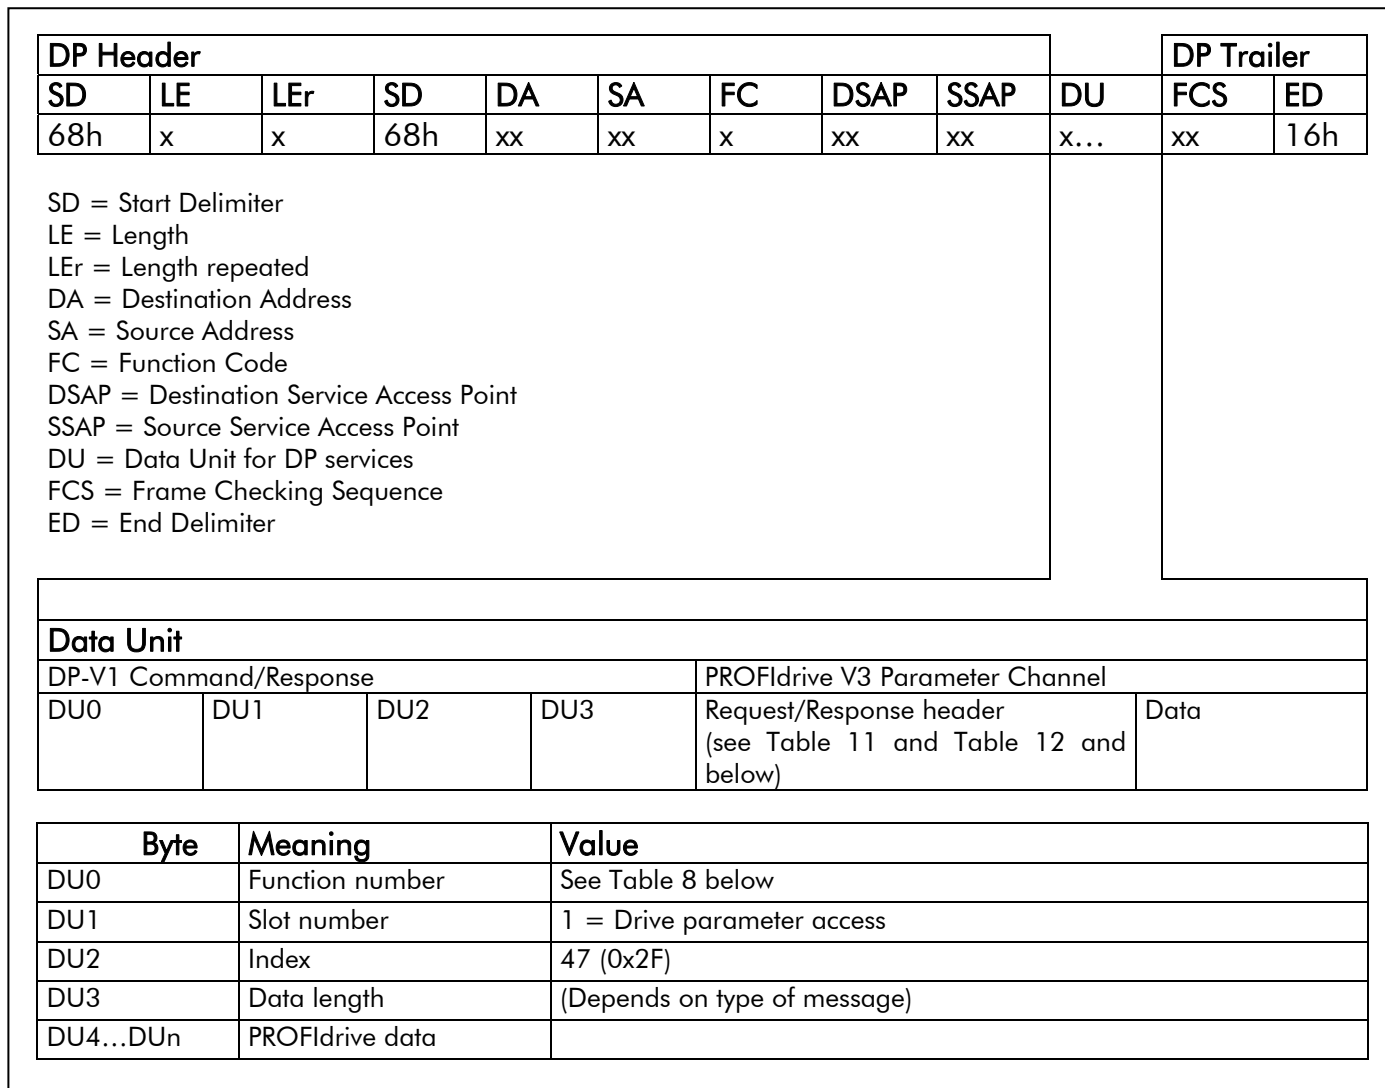 DP Header DP Trailer
SD LE LEr SD DA SA FC DSAP SSAP DU FCS ED
68h x x 68h xx xx x xx xx x… xx 16h
SD = Start Delimiter
LE = Length
LEr = Length repeated
DA = Destination Address
SA = Source Address
FC = Function Code
DSAP = Destination Service Access Point
SSAP = Source Service Access Point
DU = Data Unit for DP services
FCS = Frame Checking Sequence
ED = End Delimiter
Data Unit
DP-V1 Command/Response PROFIdrive V3 Parameter Channel
DU0 DU1 DU2 DU3 Request/Response header Data
(see Table 11 and Table 12 and
below)
Byte Meaning Value
DU0 Function number See Table 8 below
DU1 Slot number 1 = Drive parameter access
DU2 Index 47 (0x2F)
DU3 Data length (Depends on type of message)
DU4…DUn PROFIdrive data